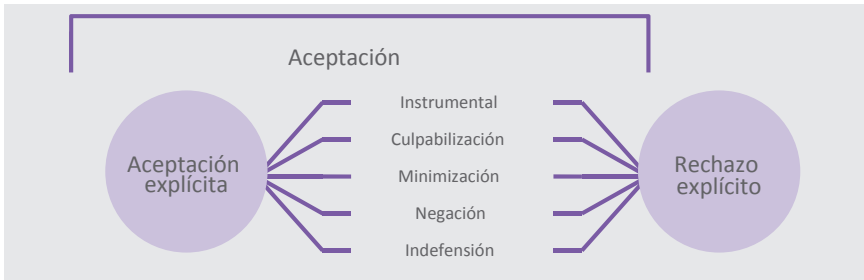 Aceptación
Instrumental
Culpabilización
Minimización
Negación
Indefensión
Aceptación
explícita
Rechazo
explícito